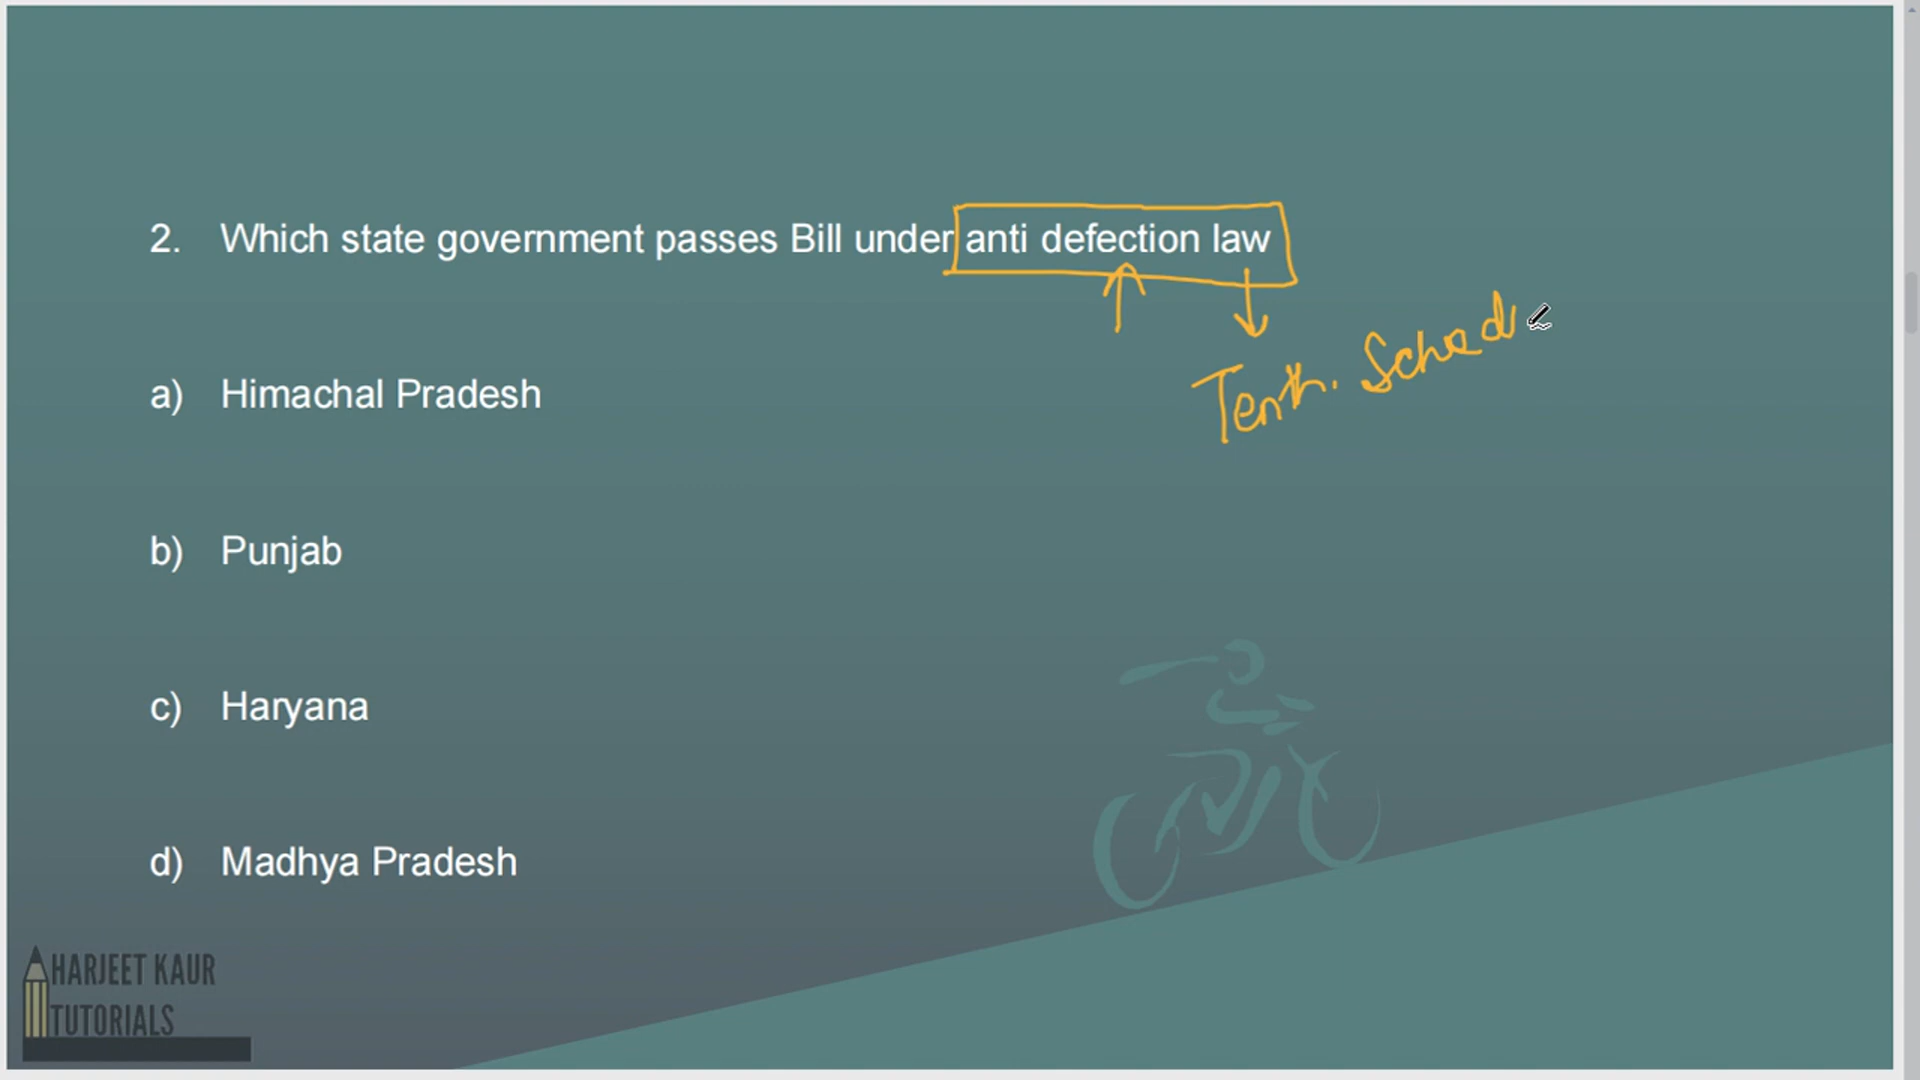 2. Which state government passes Bill under anti defection law
Tenth. Sched
a) Himachal Pradesh
b) Punjab
c) Haryana
d) Madhya Pradesh
HARJEET KAUR
TUTORIALS